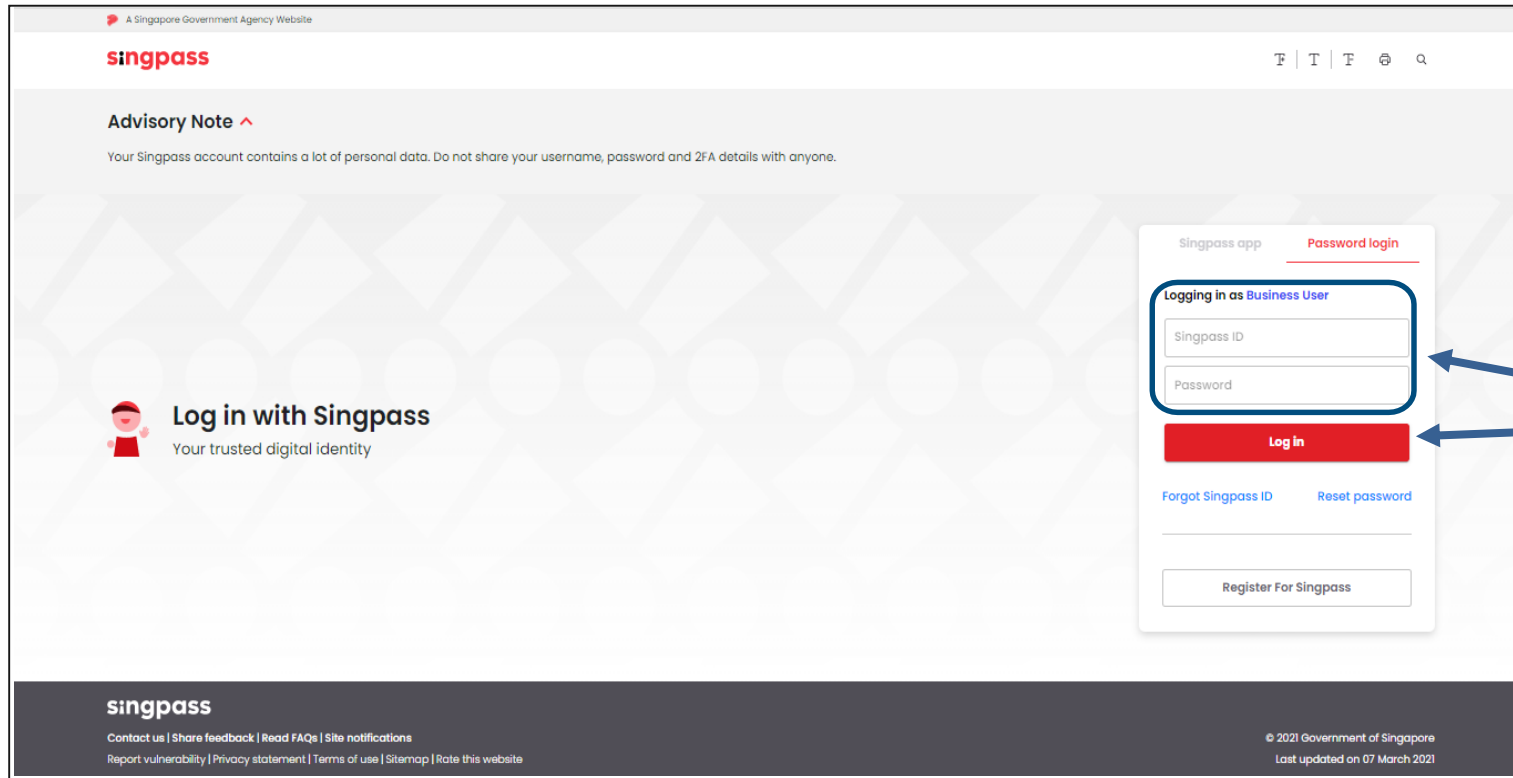 A Singapore Government Agency Website
singpass
Advisory Note
Your Singpass account contains a lot of personal data. Do not share your username, password and 2FA details with anyone.
Singpass app Password login
Logging in as Business User
Singpass ID
Password
Log in with Singpass
Your trusted digital identity
Log in
Forgot Singpass ID Reset password
Register For Singpass
singpass
Contact us | Share feedback | Read FAQs | Site notifications
© 2021 Government of Singapore
Report vulnerability | Privacy statement | Terms of use | Sitemap | Rate this website
Last updated on 07 March 2021